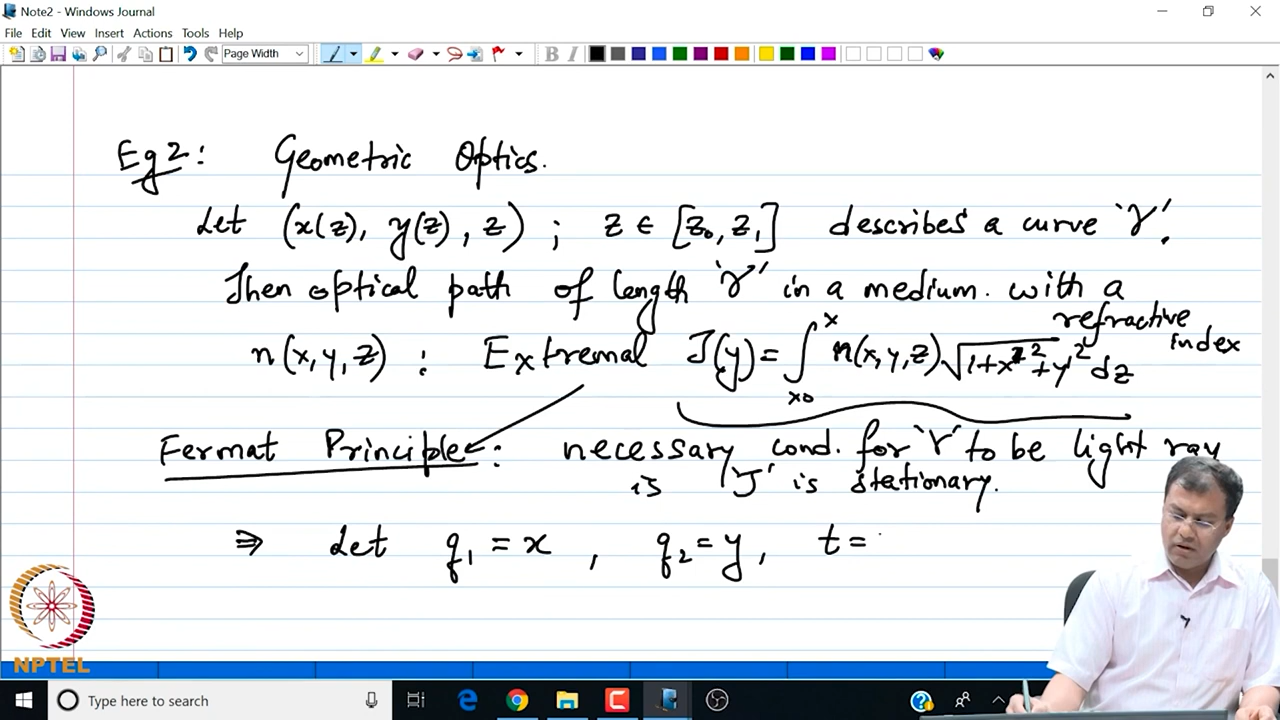 Note2 - Windows Journal
File Edit View Insert Actions Tools Help
Page Width
B I
Eg 2 : Geometric Optics.
Let (x(z), y(z), z) ; z ∈ [z₀, z₁] describes a curve 'γ'.
Then optical path of length 'γ' in a medium. with a
refractive index
n(x, y, z) : Extremal J(y) = ∫_{x0}^{x} n(x, y, z) √(1+x'²+y'²) dz
Fermat Principle : necessary cond. for 'γ' to be light ray
is 'J' is stationary.
⇒ Let q₁ = x , q₂ = y, t =
NPTEL
Type here to search